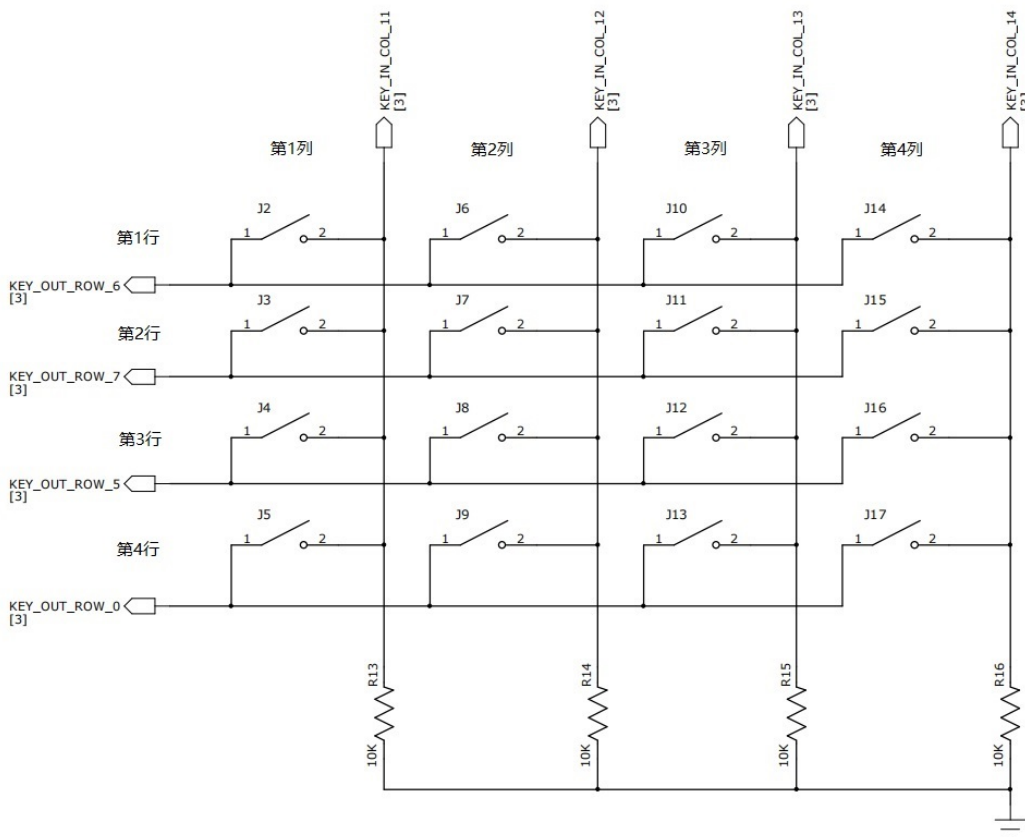 KEY_IN_COL_11
[3]
KEY_IN_COL_12
[3]
KEY_IN_COL_13
[3]
KEY_IN_COL_14
[3]
第1列
第2列
第3列
第4列
第1行
J2
1 2
J6
1 2
J10
1 2
J14
1 2
KEY_OUT_ROW_6
[3]
第2行
J3
1 2
J7
1 2
J11
1 2
J15
1 2
KEY_OUT_ROW_7
[3]
第3行
J4
1 2
J8
1 2
J12
1 2
J16
1 2
KEY_OUT_ROW_5
[3]
第4行
J5
1 2
J9
1 2
J13
1 2
J17
1 2
KEY_OUT_ROW_0
[3]
R13
10K
R14
10K
R15
10K
R16
10K